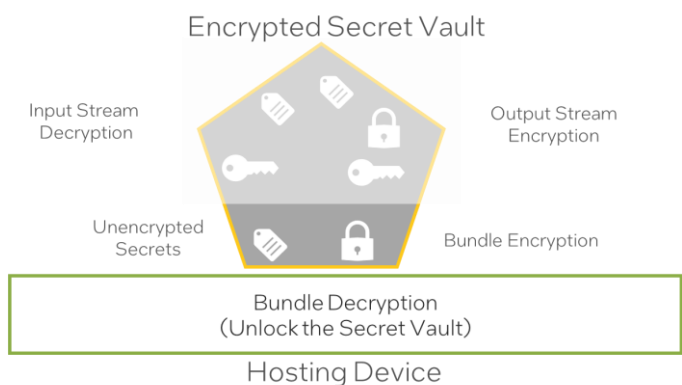 Encrypted Secret Vault
Input Stream
Decryption
Output Stream
Encryption
Unencrypted
Secrets
Bundle Encryption
Bundle Decryption
(Unlock the Secret Vault)
Hosting Device